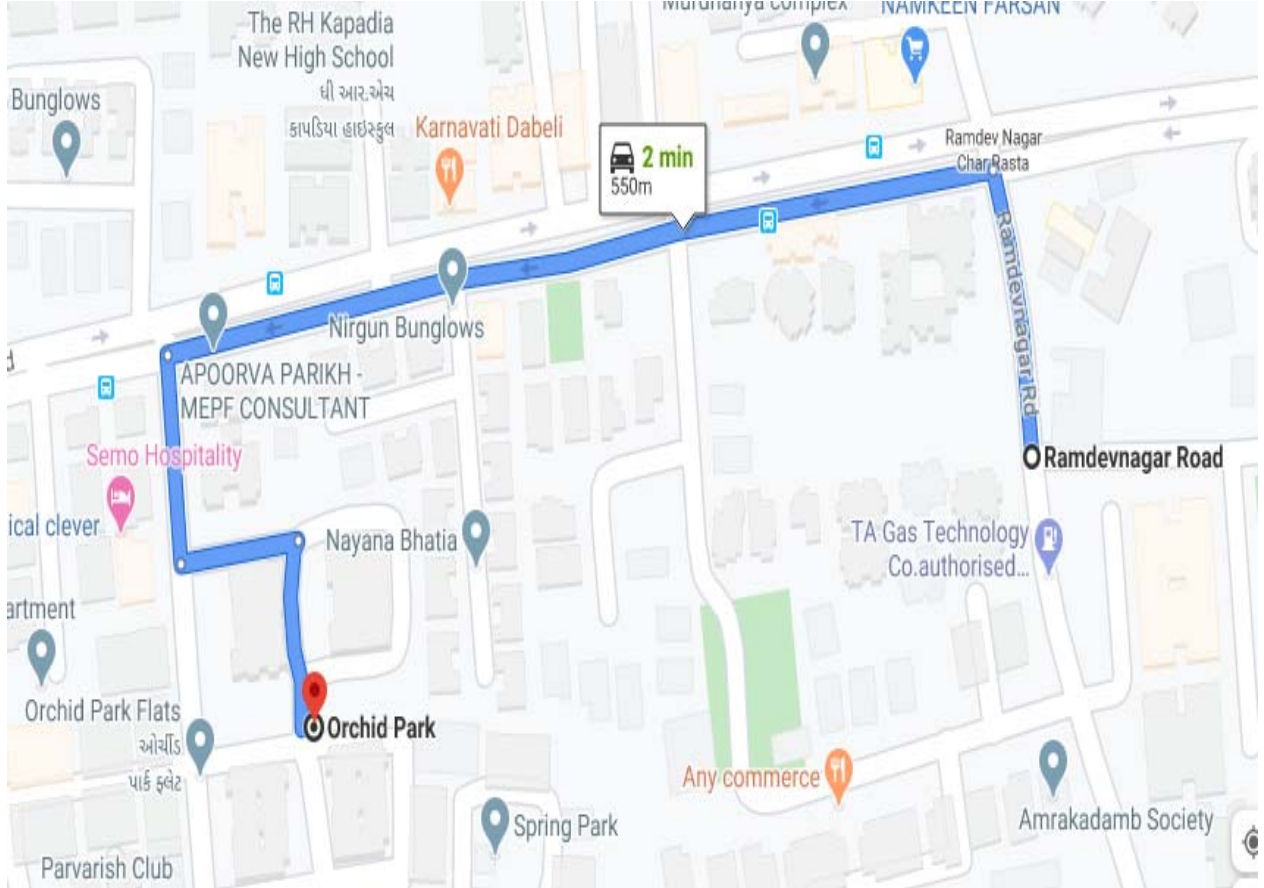 Murdhanya complex
NAMKEEN FARSAN
The RH Kapadia
New High School
ધી આર.એચ
કાપડિયા હાઇસ્કુલ
Bunglows
Karnavati Dabeli
2 min
550m
Ramdev Nagar
Char Rasta
Ramdevnagar Rd
Nirgun Bunglows
d
APOORVA PARIKH -
MEPF CONSULTANT
Semo Hospitality
Ramdevnagar Road
ical clever
Nayana Bhatia
TA Gas Technology
Co.authorised...
artment
Orchid Park Flats
ઓર્ચીડ
પાર્ક ફ્લેટ
Orchid Park
Any commerce
Spring Park
Amrakadamb Society
Parvarish Club